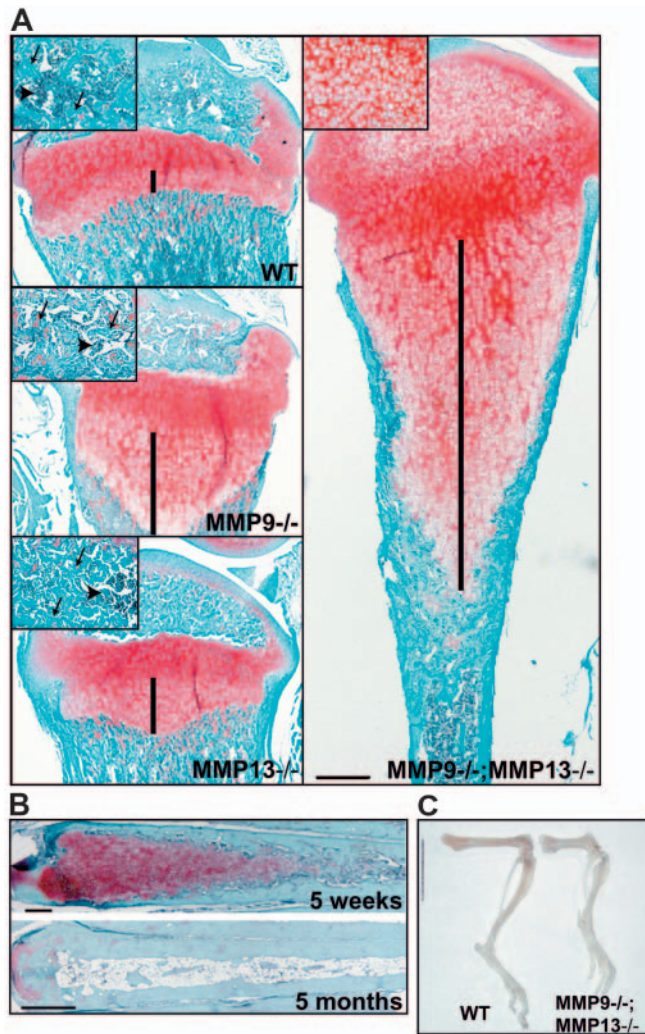 A
WT
MMP9-/-
MMP13-/-
MMP9-/-;MMP13-/-
B
5 weeks
5 months
C
WT
MMP9-/-;
MMP13-/-